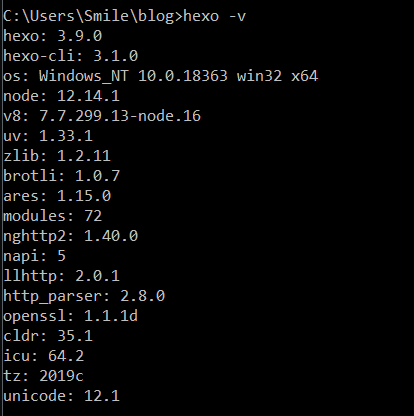 C:\Users\Smile\blog>hexo -v
hexo: 3.9.0
hexo-cli: 3.1.0
os: Windows_NT 10.0.18363 win32 x64
node: 12.14.1
v8: 7.7.299.13-node.16
uv: 1.33.1
zlib: 1.2.11
brotli: 1.0.7
ares: 1.15.0
modules: 72
nghttp2: 1.40.0
napi: 5
llhttp: 2.0.1
http_parser: 2.8.0
openssl: 1.1.1d
cldr: 35.1
icu: 64.2
tz: 2019c
unicode: 12.1